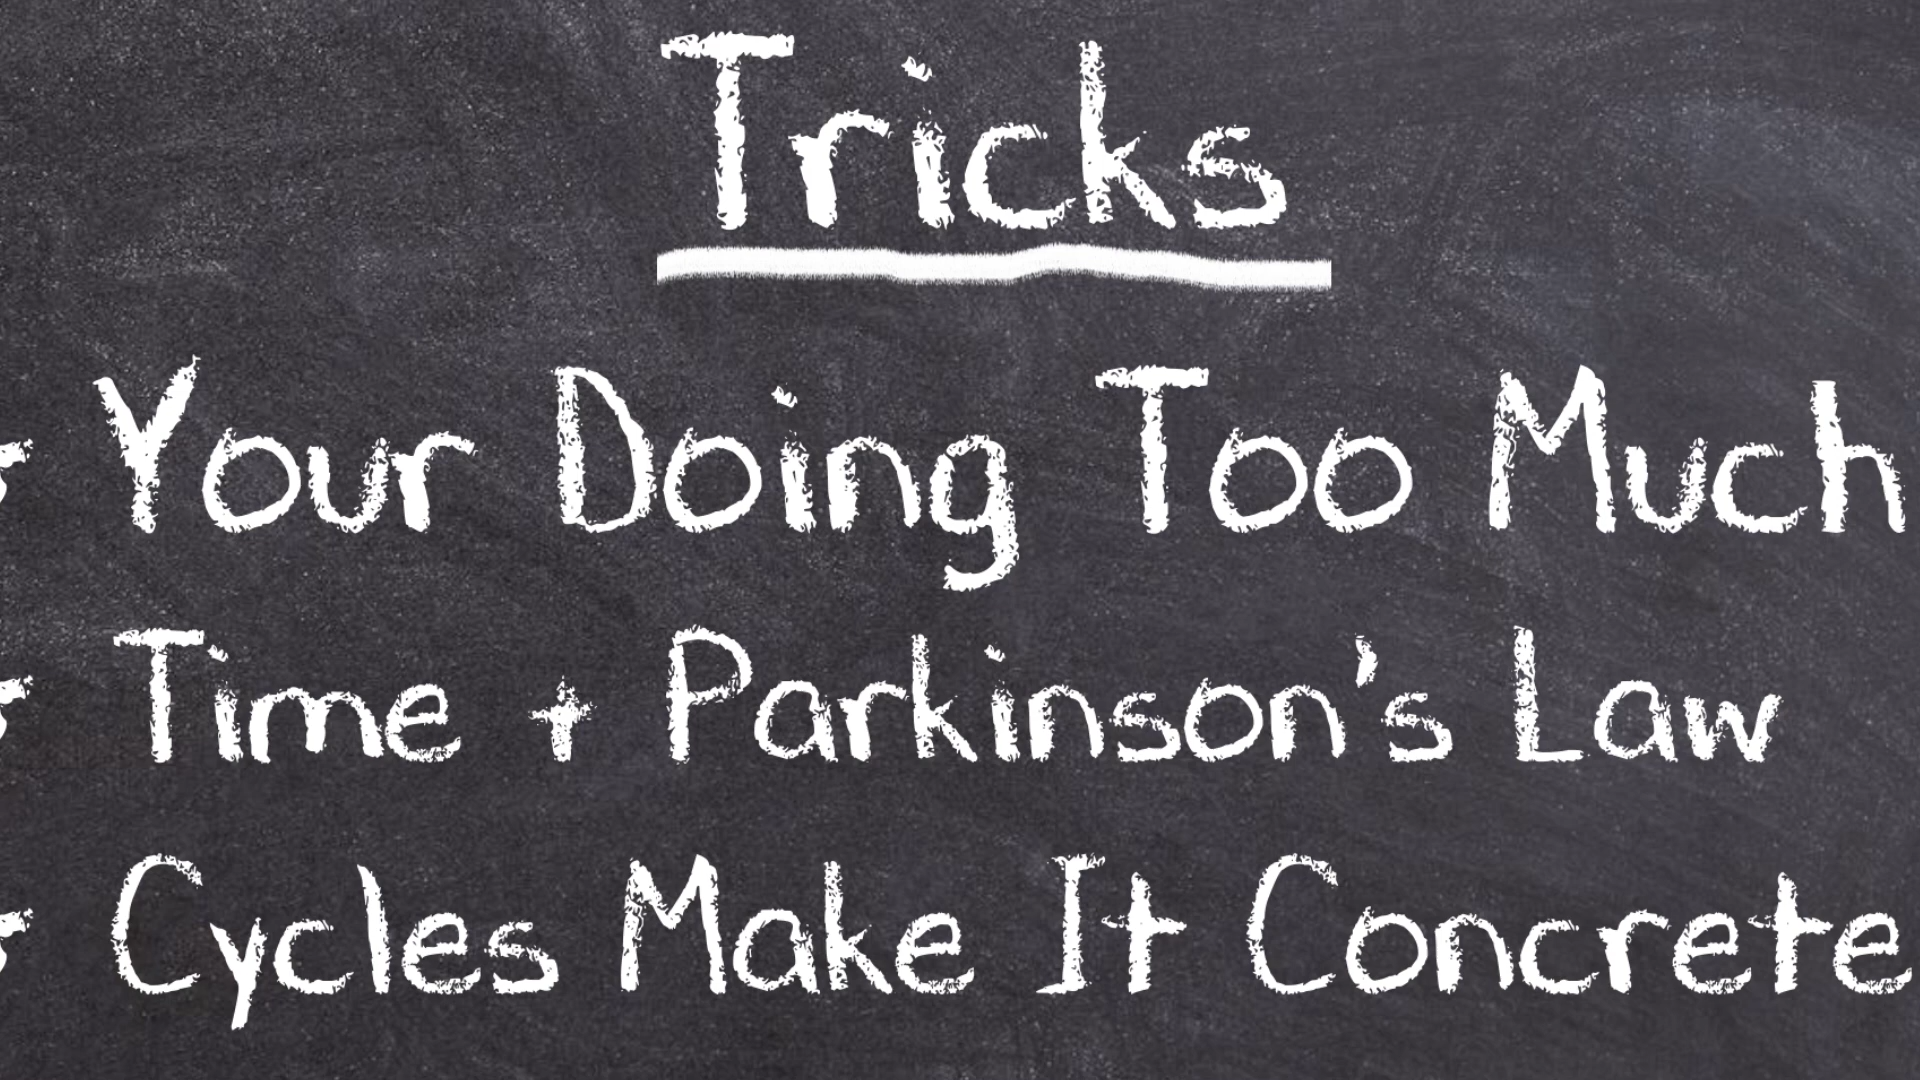 Tricks
Your Doing Too Much
Time + Parkinson's Law
Cycles Make It Concrete